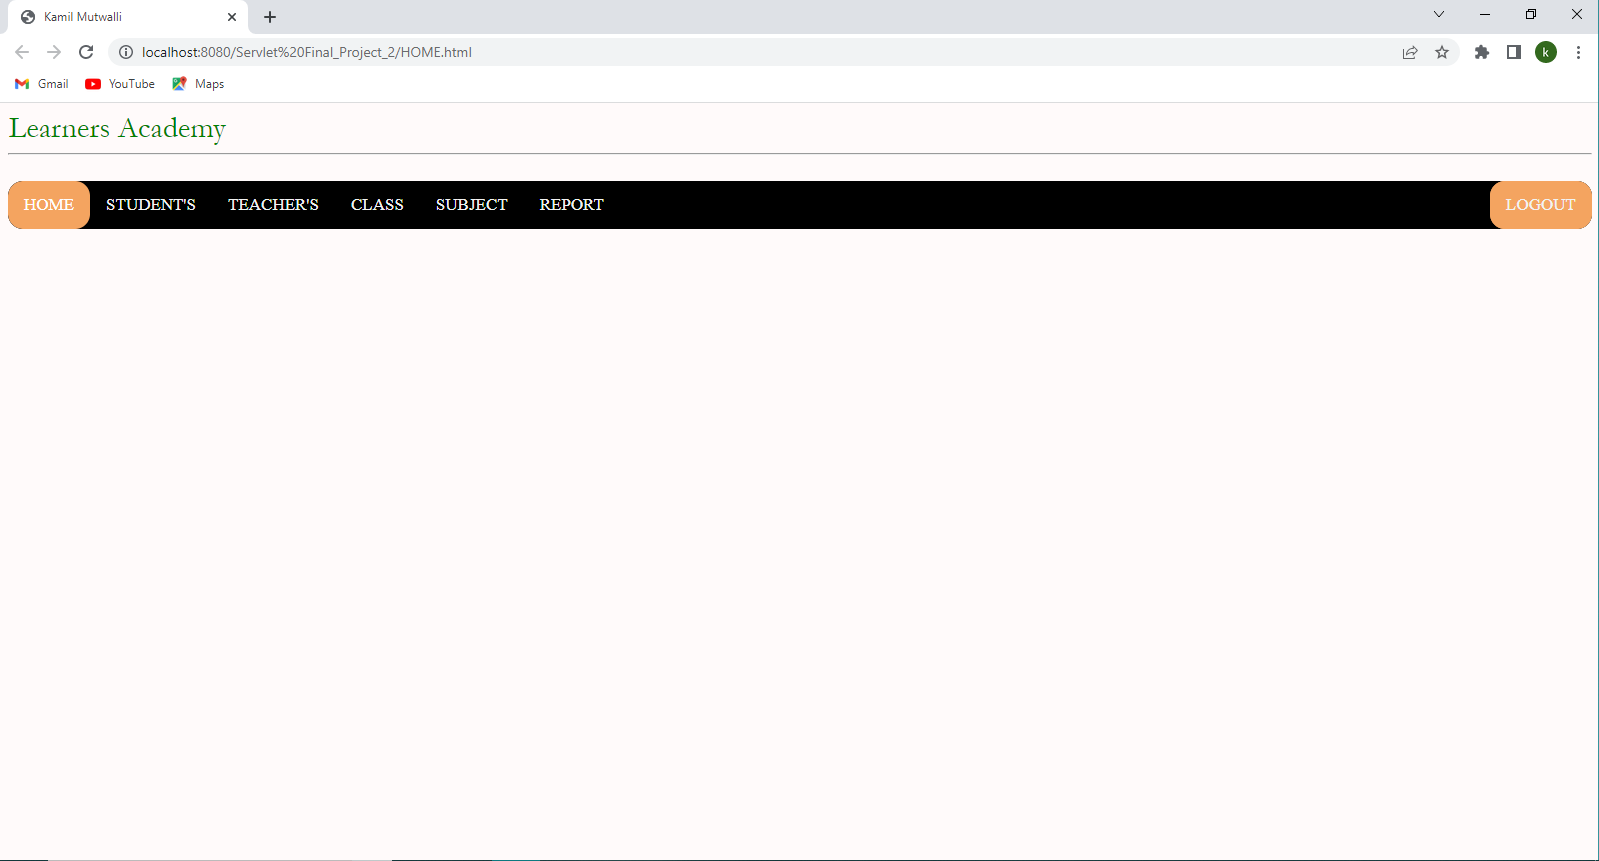 Kamil Mutwalli
localhost:8080/Servlet%20Final_Project_2/HOME.html
k
Gmail YouTube Maps
Learners Academy
HOME STUDENT'S TEACHER'S CLASS SUBJECT REPORT LOGOUT